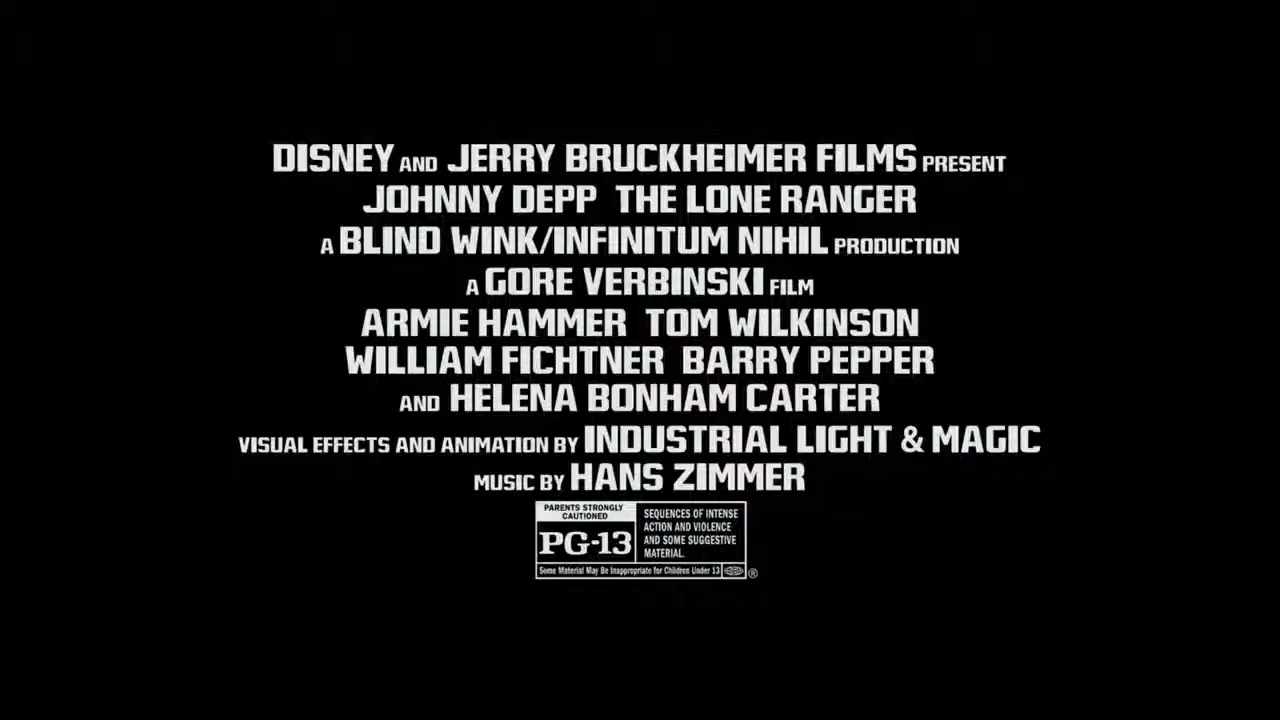 DISNEY AND JERRY BRUCKHEIMER FILMS PRESENT
JOHNNY DEPP THE LONE RANGER
A BLIND WINK/INFINITUM NIHIL PRODUCTION
A GORE VERBINSKI FILM
ARMIE HAMMER TOM WILKINSON
WILLIAM FICHTNER BARRY PEPPER
AND HELENA BONHAM CARTER
VISUAL EFFECTS AND ANIMATION BY INDUSTRIAL LIGHT & MAGIC
MUSIC BY HANS ZIMMER
PARENTS STRONGLY
CAUTIONED
PG-13
SEQUENCES OF INTENSE
ACTION AND VIOLENCE
AND SOME SUGGESTIVE
MATERIAL.
Some Material May Be Inappropriate for Children Under 13
®